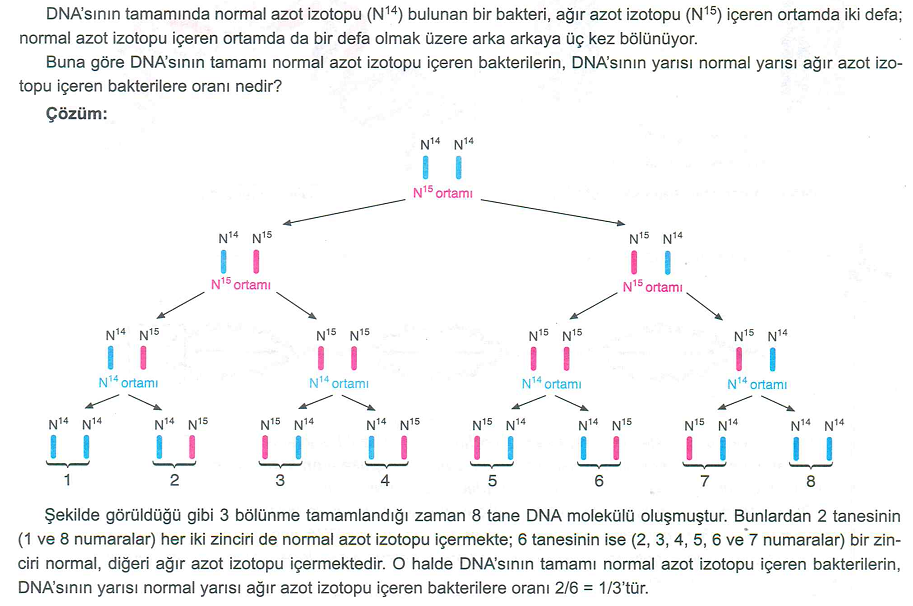 DNA’sının tamamında normal azot izotopu (N¹⁴) bulunan bir bakteri, ağır azot izotopu (N¹⁵) içeren ortamda iki defa;
normal azot izotopu içeren ortamda da bir defa olmak üzere arka arkaya üç kez bölünüyor.
Buna göre DNA’sının tamamı normal azot izotopu içeren bakterilerin, DNA’sının yarısı normal yarısı ağır azot izo-
topu içeren bakterilere oranı nedir?
Çözüm:
N¹⁴ N¹⁴
N¹⁵ ortamı
N¹⁴ N¹⁵ N¹⁵ N¹⁴
N¹⁵ ortamı N¹⁵ ortamı
N¹⁴ N¹⁵ N¹⁵ N¹⁵ N¹⁵ N¹⁵ N¹⁵ N¹⁴
N¹⁴ ortamı N¹⁴ ortamı N¹⁴ ortamı N¹⁴ ortamı
N¹⁴ N¹⁴ N¹⁴ N¹⁵ N¹⁵ N¹⁴ N¹⁴ N¹⁵ N¹⁵ N¹⁴ N¹⁴ N¹⁵ N¹⁵ N¹⁴ N¹⁴ N¹⁴
1 2 3 4 5 6 7 8
Şekilde görüldüğü gibi 3 bölünme tamamlandığı zaman 8 tane DNA molekülü oluşmuştur. Bunlardan 2 tanesinin
(1 ve 8 numaralar) her iki zinciri de normal azot izotopu içermekte; 6 tanesinin ise (2, 3, 4, 5, 6 ve 7 numaralar) bir zin-
ciri normal, diğeri ağır azot izotopu içermektedir. O halde DNA’sının tamamı normal azot izotopu içeren bakterilerin,
DNA’sının yarısı normal yarısı ağır azot izotopu içeren bakterilere oranı 2/6 = 1/3’tür.